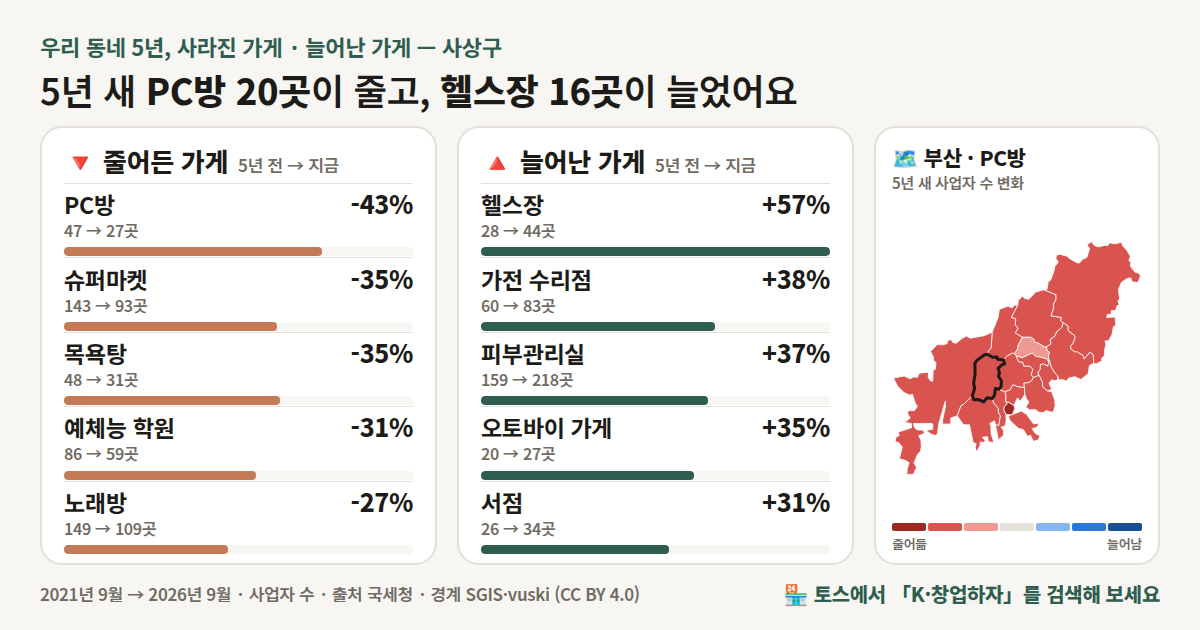 우리 동네 5년, 사라진 가게 · 늘어난 가게 — 사상구
5년 새 PC방 20곳이 줄고, 헬스장 16곳이 늘었어요
줄어든 가게 5년 전 → 지금
PC방 -43%
47 → 27곳
슈퍼마켓 -35%
143 → 93곳
목욕탕 -35%
48 → 31곳
예체능 학원 -31%
86 → 59곳
노래방 -27%
149 → 109곳
늘어난 가게 5년 전 → 지금
헬스장 +57%
28 → 44곳
가전 수리점 +38%
60 → 83곳
피부관리실 +37%
159 → 218곳
오토바이 가게 +35%
20 → 27곳
서점 +31%
26 → 34곳
부산 · PC방
5년 새 사업자 수 변화
줄어듦 늘어남
2021년 9월 → 2026년 9월 · 사업자 수 · 출처 국세청 · 경계 SGIS·vuski (CC BY 4.0)
토스에서 「K·창업하자」를 검색해 보세요